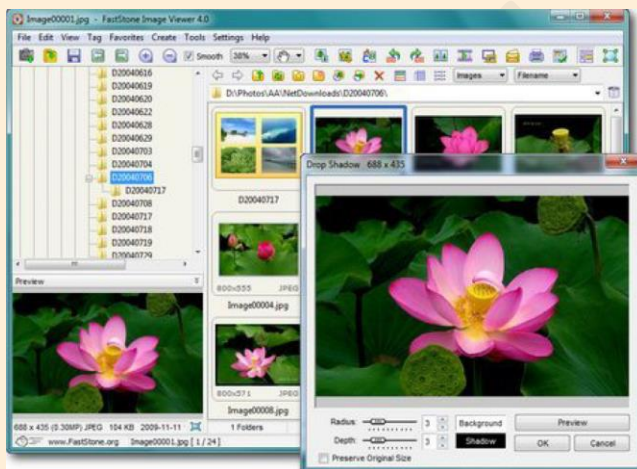 Image00001.jpg - FastStone Image Viewer 4.0
File Edit View Tag Favorites Create Tools Settings Help
Smooth 38%
Images Filename
D:\Photos\AA\NetDownloads\D20040706\
D20040616
D20040619
D20040620
D20040622
D20040628
D20040629
D20040703
D20040704
D20040706
D20040717
D20040708
D20040717
D20040718
D20040719
D20040729
D20040717
Drop Shadow 688 x 435
800x555 JPEG
Image00004.jpg
800x571 JPEG
Image00008.jpg
Preview
688 x 435 (0.30MP) JPEG 104 KB 2009-11-11
1 Folders
www.FastStone.org Image00001.jpg [ 1 / 24 ]
Radius: 3 Background Preview
Depth: 3 Shadow OK Cancel
Preserve Original Size